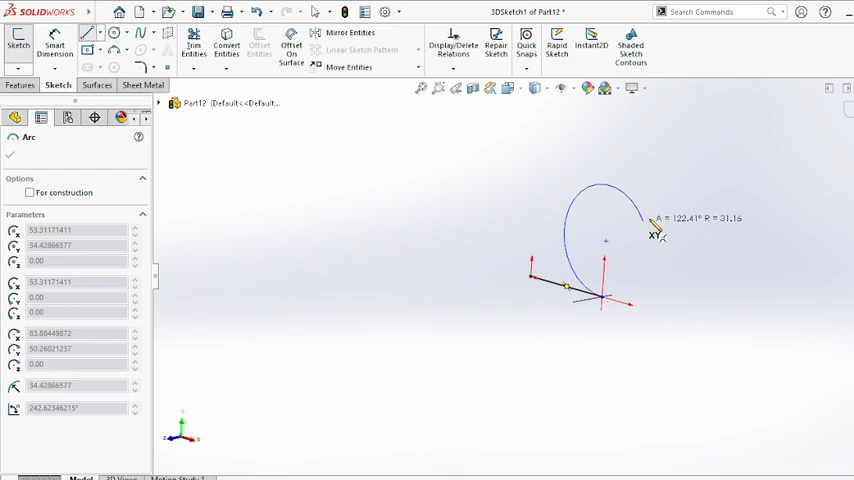 SOLIDWORKS
3DSketch1 of Part12 *
Search Commands
Sketch
Smart Dimension
Trim Entities
Convert Entities
Offset Entities
Offset On Surface
Mirror Entities
Linear Sketch Pattern
Move Entities
Display/Delete Relations
Repair Sketch
Quick Snaps
Rapid Sketch
Instant2D
Shaded Sketch Contours
Features
Sketch
Surfaces
Sheet Metal
Part12 (Default<<Default...
Arc
Options
For construction
Parameters
53.31171411
34.42866577
0.00
53.31171411
0.00
0.00
83.88449872
50.26021237
0.00
34.42866577
242.62346215°
A = 122.41° R = 31.16
XY
Y
Z
X
Model
3D Views
Motion Study 1